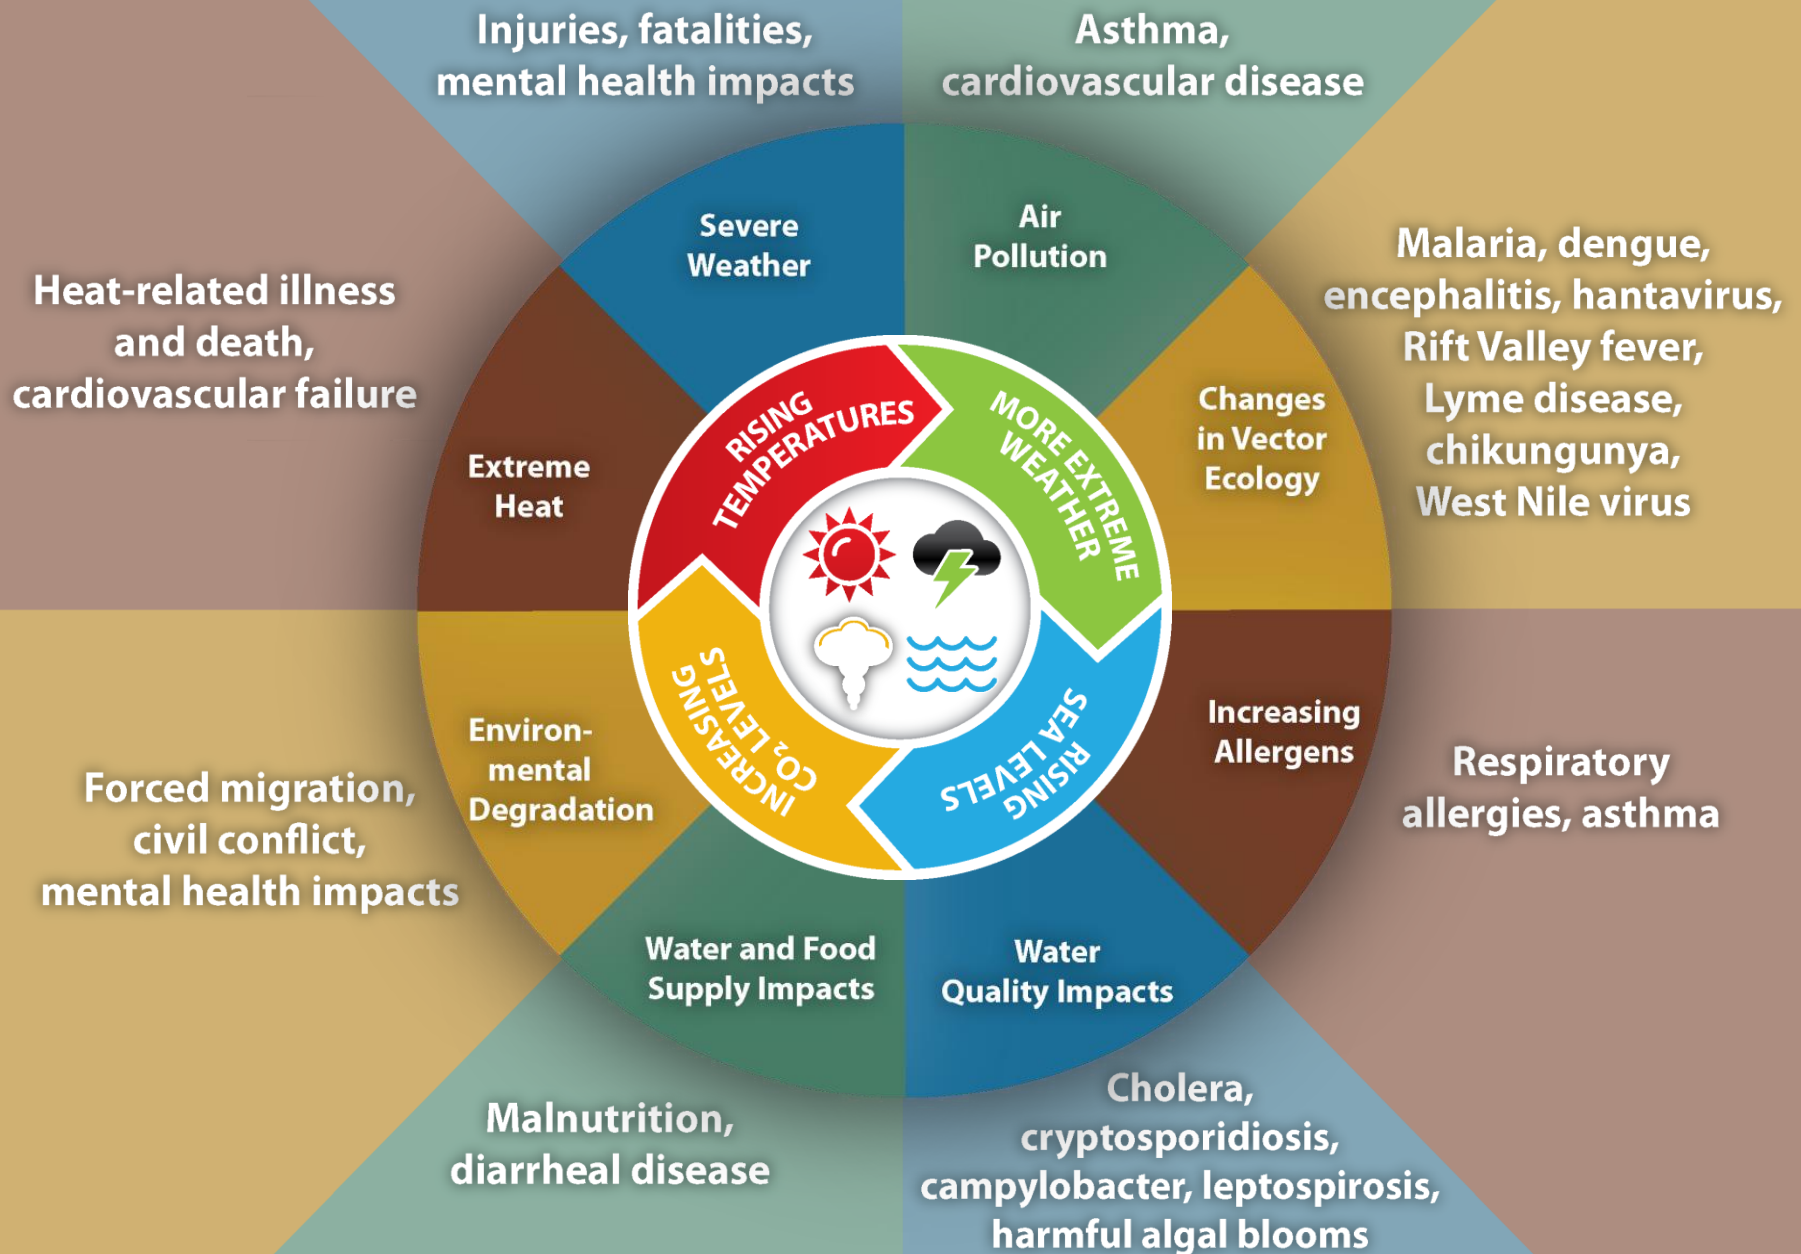 Injuries, fatalities,
mental health impacts
Asthma,
cardiovascular disease
Severe
Weather
Air
Pollution
Heat-related illness
and death,
cardiovascular failure
Extreme
Heat
RISING
TEMPERATURES
MORE EXTREME
WEATHER
Changes
in Vector
Ecology
Malaria, dengue,
encephalitis, hantavirus,
Rift Valley fever,
Lyme disease,
chikungunya,
West Nile virus
Forced migration,
civil conflict,
mental health impacts
Environ-
mental
Degradation
INCREASING
CO₂ LEVELS
RISING
SEA LEVELS
Increasing
Allergens
Respiratory
allergies, asthma
Water and Food
Supply Impacts
Water
Quality Impacts
Malnutrition,
diarrheal disease
Cholera,
cryptosporidiosis,
campylobacter, leptospirosis,
harmful algal blooms